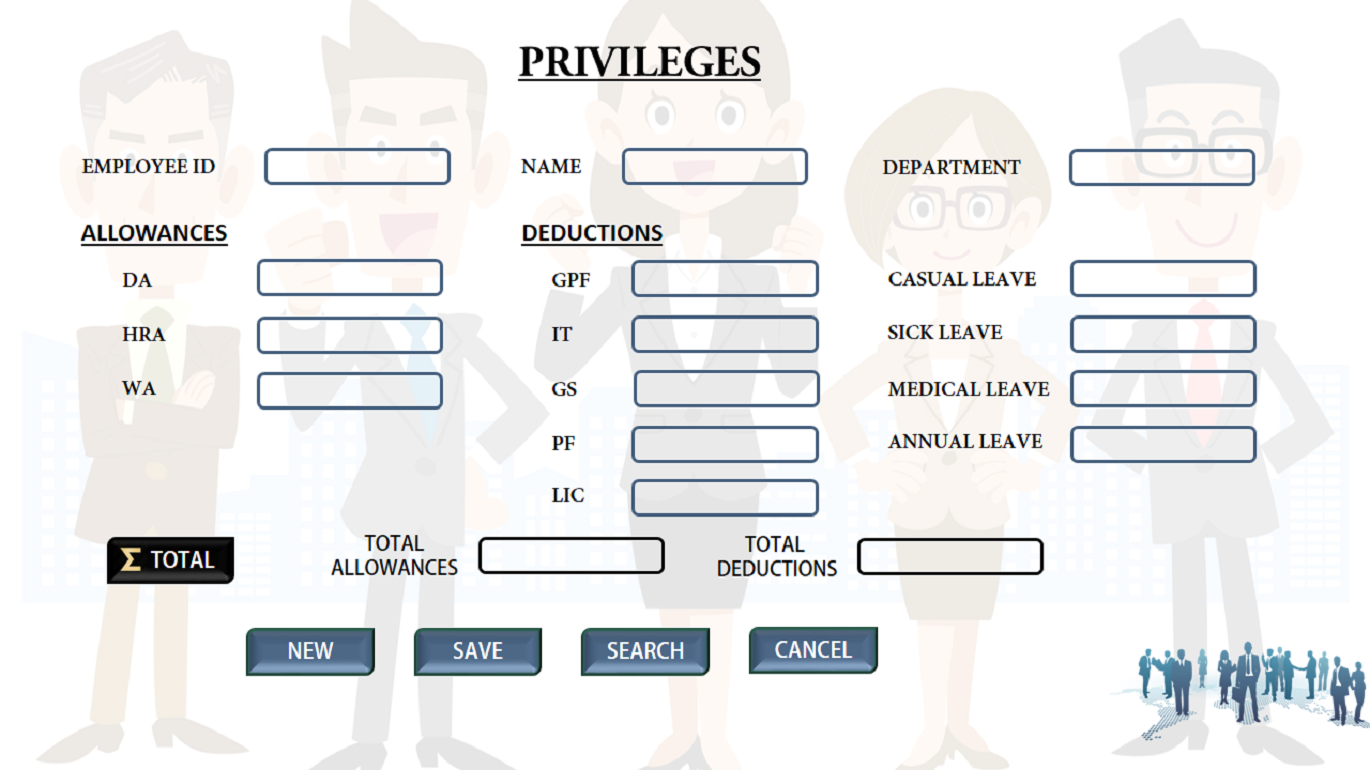 PRIVILEGES
EMPLOYEE ID
NAME
DEPARTMENT
ALLOWANCES
DEDUCTIONS
DA
GPF
CASUAL LEAVE
HRA
IT
SICK LEAVE
WA
GS
MEDICAL LEAVE
PF
ANNUAL LEAVE
LIC
Σ TOTAL
TOTAL
ALLOWANCES
TOTAL
DEDUCTIONS
NEW
SAVE
SEARCH
CANCEL